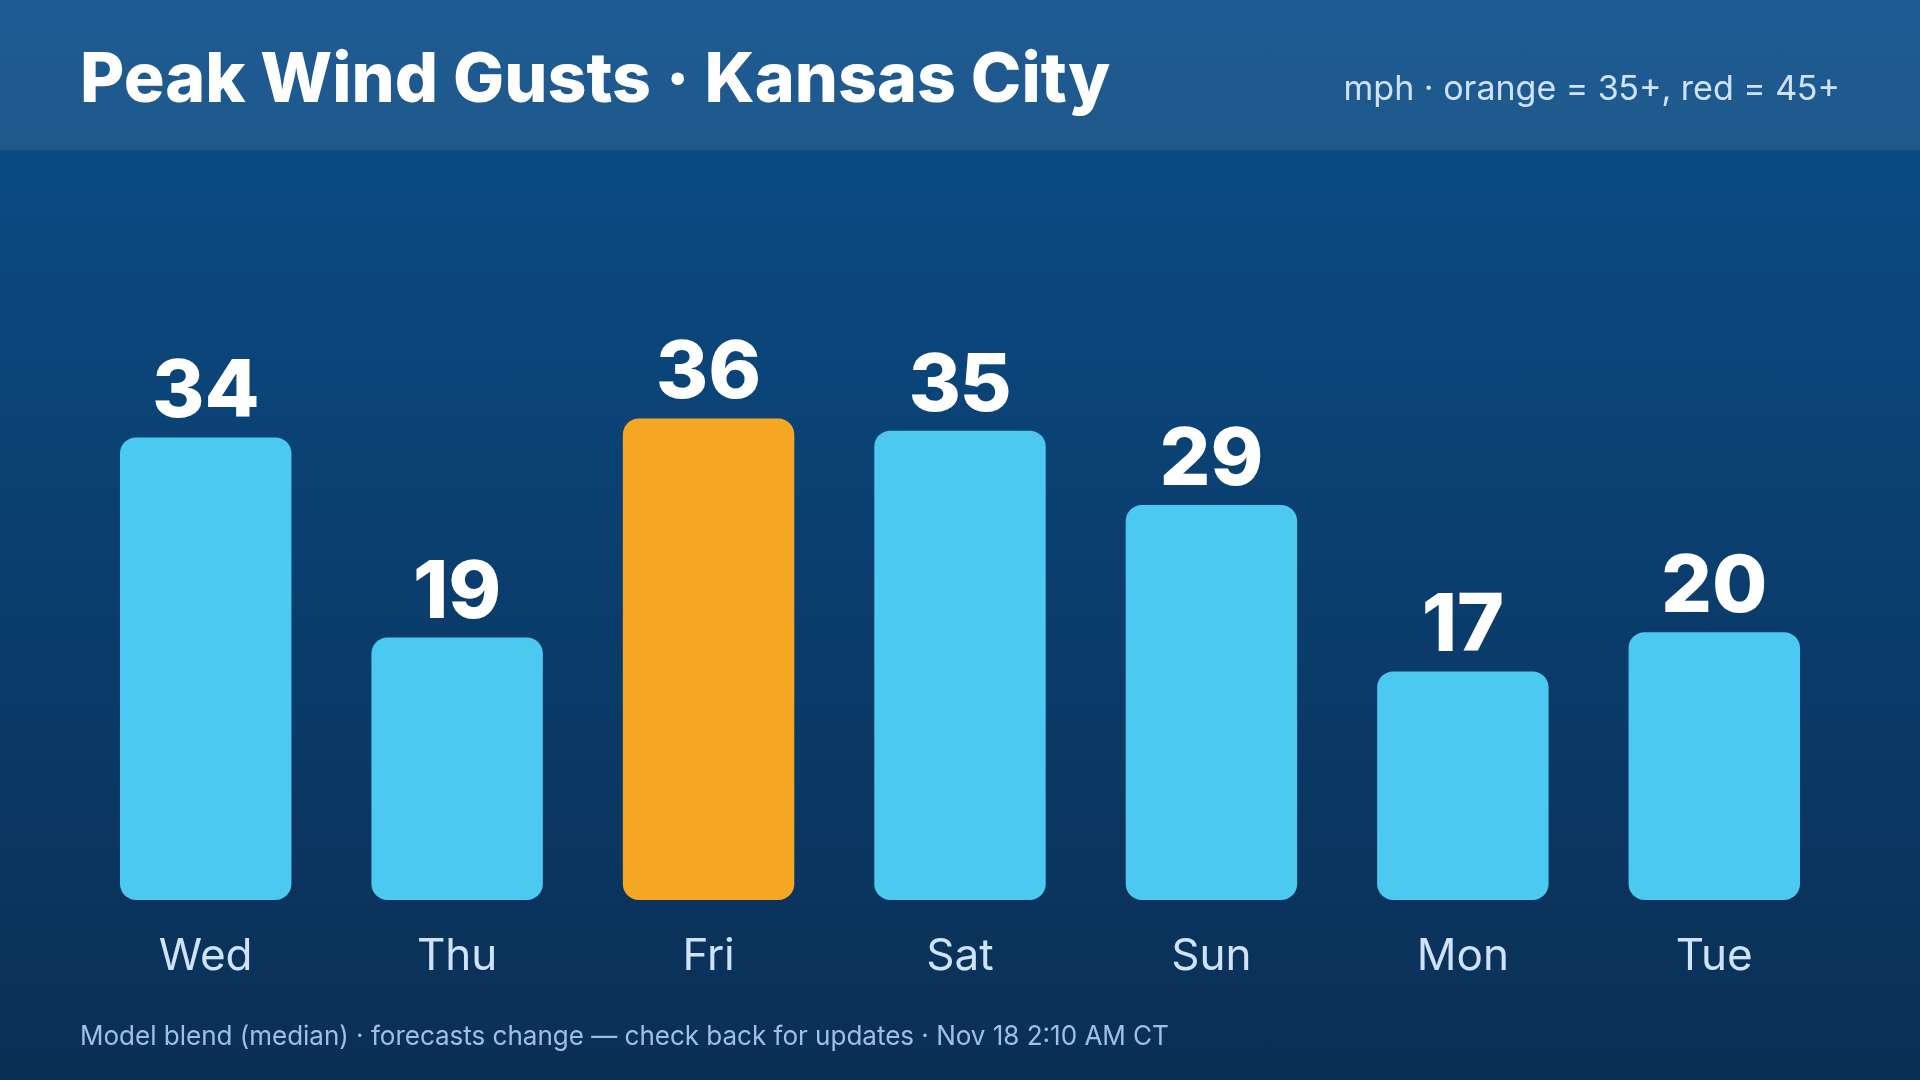 Peak Wind Gusts · Kansas City
mph · orange = 35+, red = 45+
34
19
36
35
29
17
20
Wed
Thu
Fri
Sat
Sun
Mon
Tue
Model blend (median) · forecasts change — check back for updates · Nov 18 2:10 AM CT